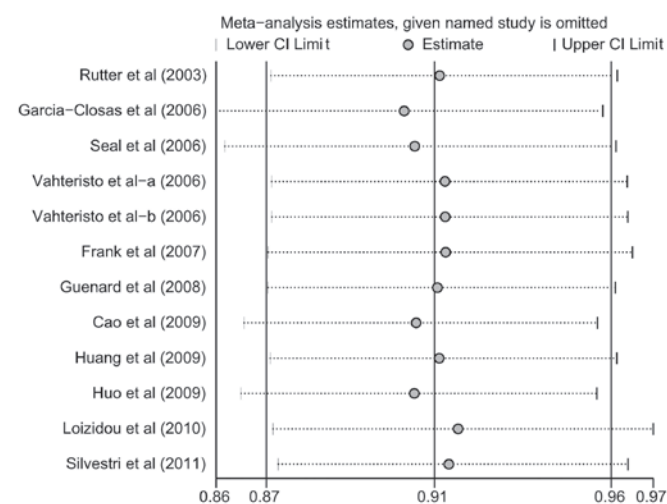 Meta-analysis estimates, given named study is omitted
| Lower CI Limit Estimate | Upper CI Limit
Rutter et al (2003)
Garcia-Closas et al (2006)
Seal et al (2006)
Vahteristo et al-a (2006)
Vahteristo et al-b (2006)
Frank et al (2007)
Guenard et al (2008)
Cao et al (2009)
Huang et al (2009)
Huo et al (2009)
Loizidou et al (2010)
Silvestri et al (2011)
0.86 0.87 0.91 0.96 0.97